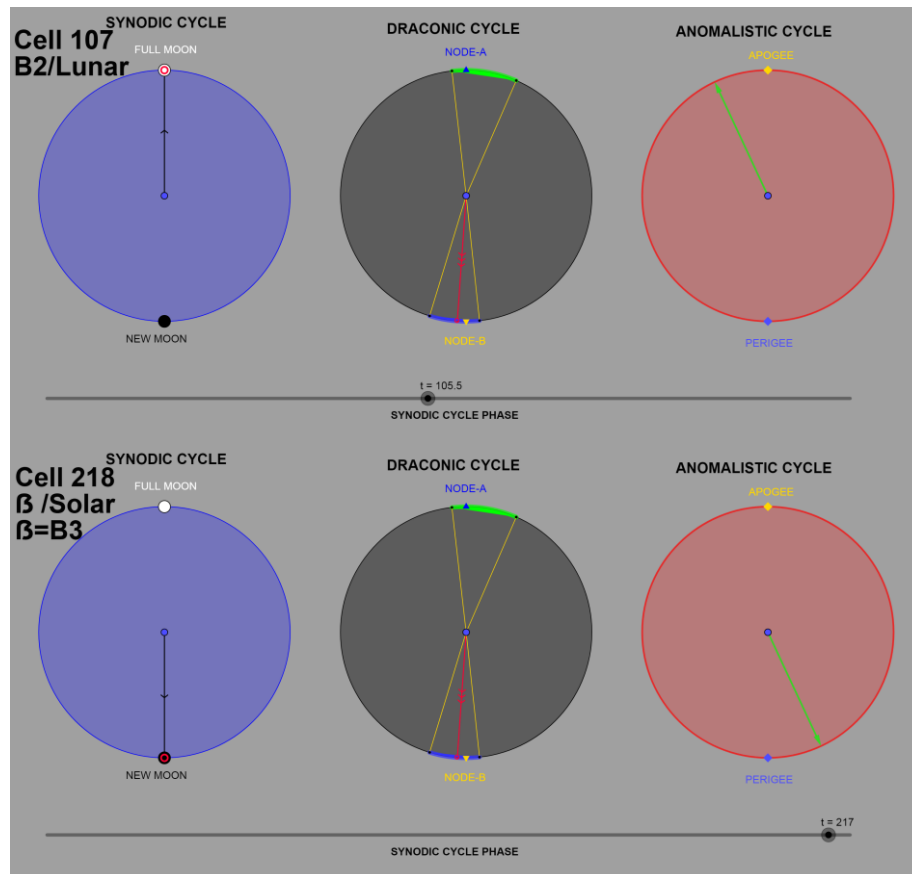 SYNODIC CYCLE
DRACONIC CYCLE
ANOMALISTIC CYCLE
Cell 107
B2/Lunar
FULL MOON
NODE-A
APOGEE
NEW MOON
NODE-B
PERIGEE
t = 105.5
SYNODIC CYCLE PHASE
SYNODIC CYCLE
DRACONIC CYCLE
ANOMALISTIC CYCLE
Cell 218
ß /Solar
ß=B3
FULL MOON
NODE-A
APOGEE
NEW MOON
NODE-B
PERIGEE
t = 217
SYNODIC CYCLE PHASE